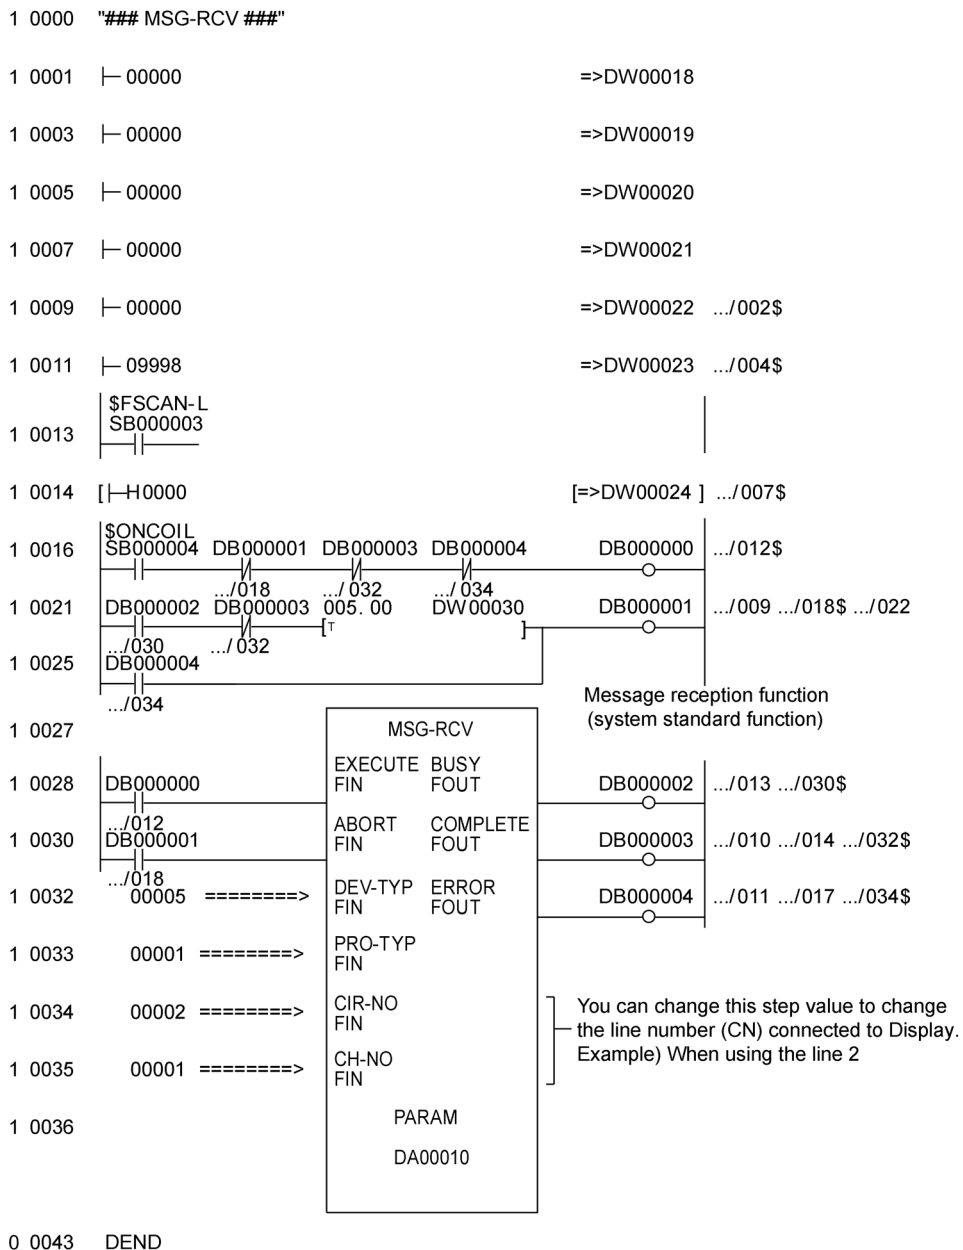 1 0000 "### MSG-RCV ###"
1 0001 00000 =>DW00018
1 0003 00000 =>DW00019
1 0005 00000 =>DW00020
1 0007 00000 =>DW00021
1 0009 00000 =>DW00022 .../002$
1 0011 09998 =>DW00023 .../004$
$FSCAN-L
SB000003
1 0013
1 0014 [ H0000 [=>DW00024 ] .../007$
$ONCOIL
1 0016 SB000004 DB000001 DB000003 DB000004 DB000000 .../012$
.../018 .../032 .../034
1 0021 DB000002 DB000003 005.00 DW00030 DB000001 .../009 .../018$ .../022
[T ]
.../030 .../032
1 0025 DB000004
.../034
Message reception function
(system standard function)
1 0027 MSG-RCV
EXECUTE BUSY
1 0028 DB000000 FIN FOUT DB000002 .../013 .../030$
.../012
ABORT COMPLETE
1 0030 DB000001 FIN FOUT DB000003 .../010 .../014 .../032$
.../018
DEV-TYP ERROR
1 0032 00005 ========> FIN FOUT DB000004 .../011 .../017 .../034$
PRO-TYP
1 0033 00001 ========> FIN
CIR-NO
1 0034 00002 ========> FIN
You can change this step value to change
the line number (CN) connected to Display.
Example) When using the line 2
CH-NO
1 0035 00001 ========> FIN
PARAM
1 0036
DA00010
0 0043 DEND